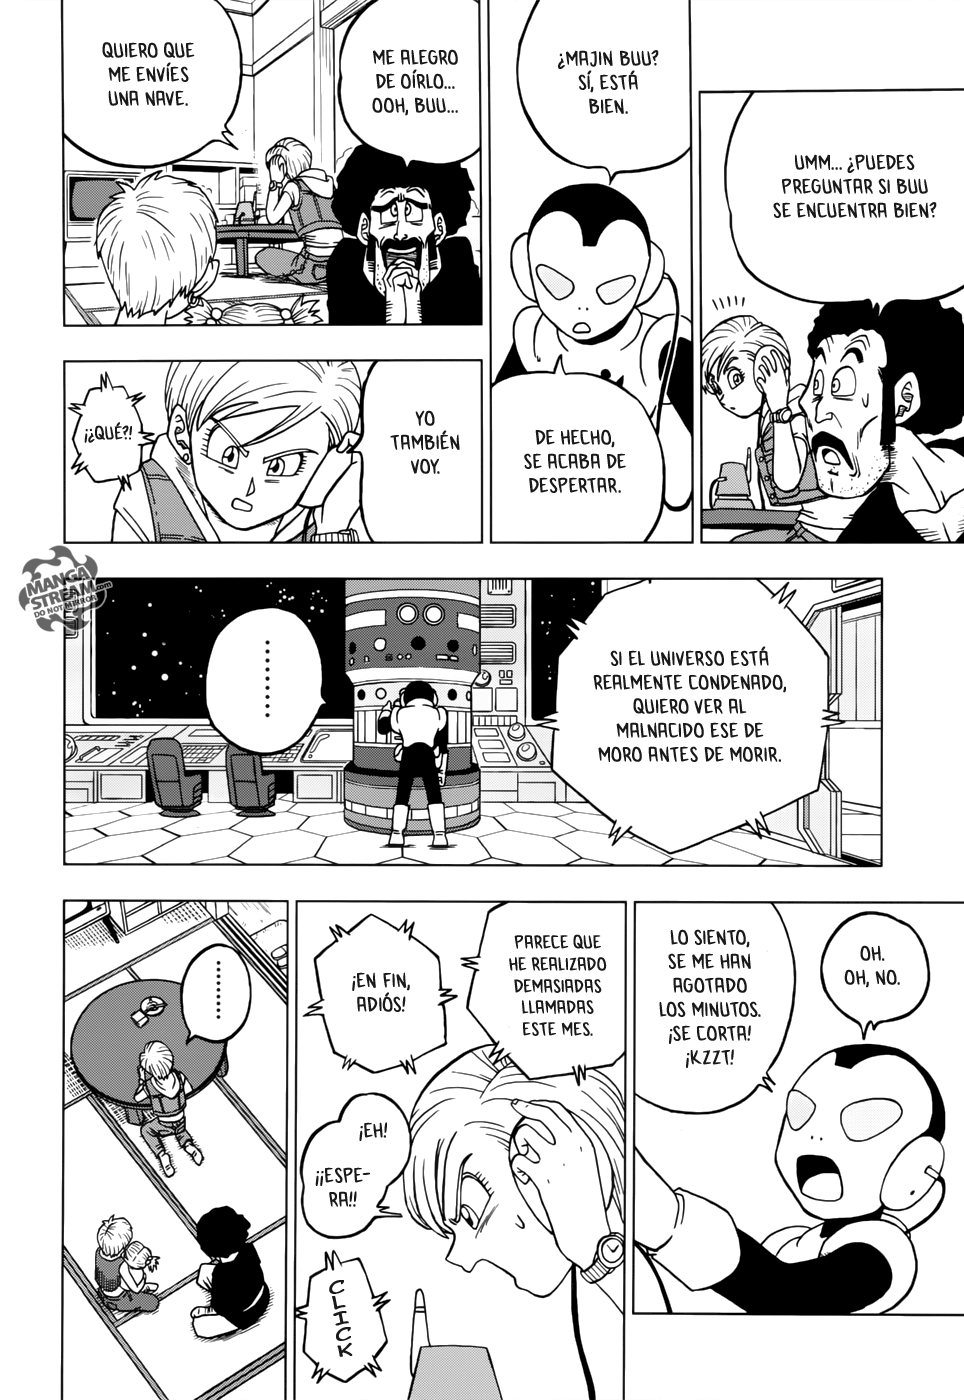 UMM... ¿PUEDES
PREGUNTAR SI BUU
SE ENCUENTRA BIEN?
¿MAJIN BUU?
SÍ, ESTÁ
BIEN.
DE HECHO,
SE ACABA DE
DESPERTAR.
ME ALEGRO
DE OÍRLO...
OOH, BUU...
QUIERO QUE
ME ENVÍES
UNA NAVE.
YO
TAMBIÉN
VOY.
¡¿QUÉ?!
MANGA
STREAM.com
DO NOT MIRROR
SI EL UNIVERSO ESTÁ
REALMENTE CONDENADO,
QUIERO VER AL
MALNACIDO ESE DE
MORO ANTES DE MORIR.
.........
OH.
OH, NO.
LO SIENTO,
SE ME HAN
AGOTADO
LOS MINUTOS.
¡SE CORTA!
¡KZZT!
PARECE QUE
HE REALIZADO
DEMASIADAS
LLAMADAS
ESTE MES.
¡EN FIN,
ADIÓS!
¡EH!
¡¡ESPE-
RA!!
CLICK
.......